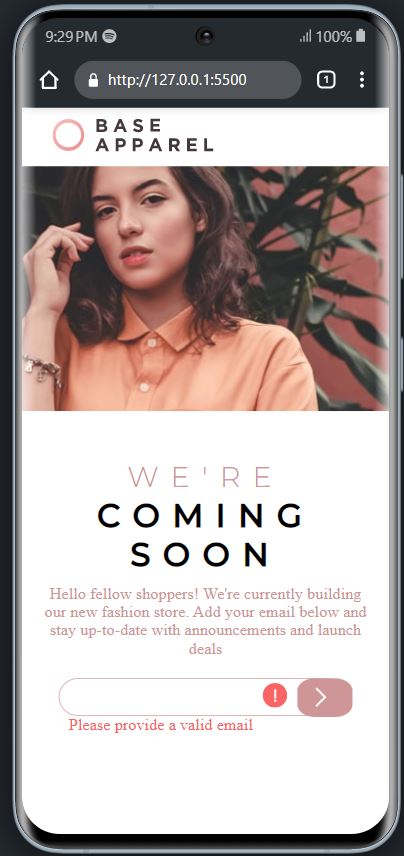 9:29 PM
100%
http://127.0.0.1:5500
1
BASE
APPAREL
WE'RE
COMING
SOON
Hello fellow shoppers! We're currently building
our new fashion store. Add your email below and
stay up-to-date with announcements and launch
deals
!
Please provide a valid email